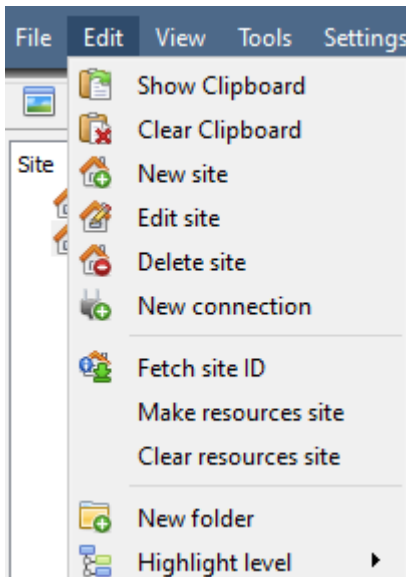 File Edit View Tools Settings
Show Clipboard
Clear Clipboard
Site
New site
Edit site
Delete site
New connection
Fetch site ID
Make resources site
Clear resources site
New folder
Highlight level